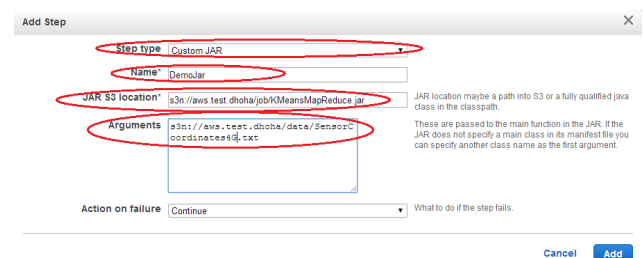 Add Step
Step type Custom JAR
Name* DemoJar
JAR S3 location* s3n://aws.test.dhoha/job/KMeansMapReduce.jar
JAR location maybe a path into S3 or a fully qualified java
class in the classpath.
Arguments s3n://aws.test.dhoha/data/SensorC
oordinates4G.txt
These are passed to the main function in the JAR. If the
JAR does not specify a main class in its manifest file you
can specify another class name as the first argument.
Action on failure Continue
What to do if the step fails.
Cancel Add